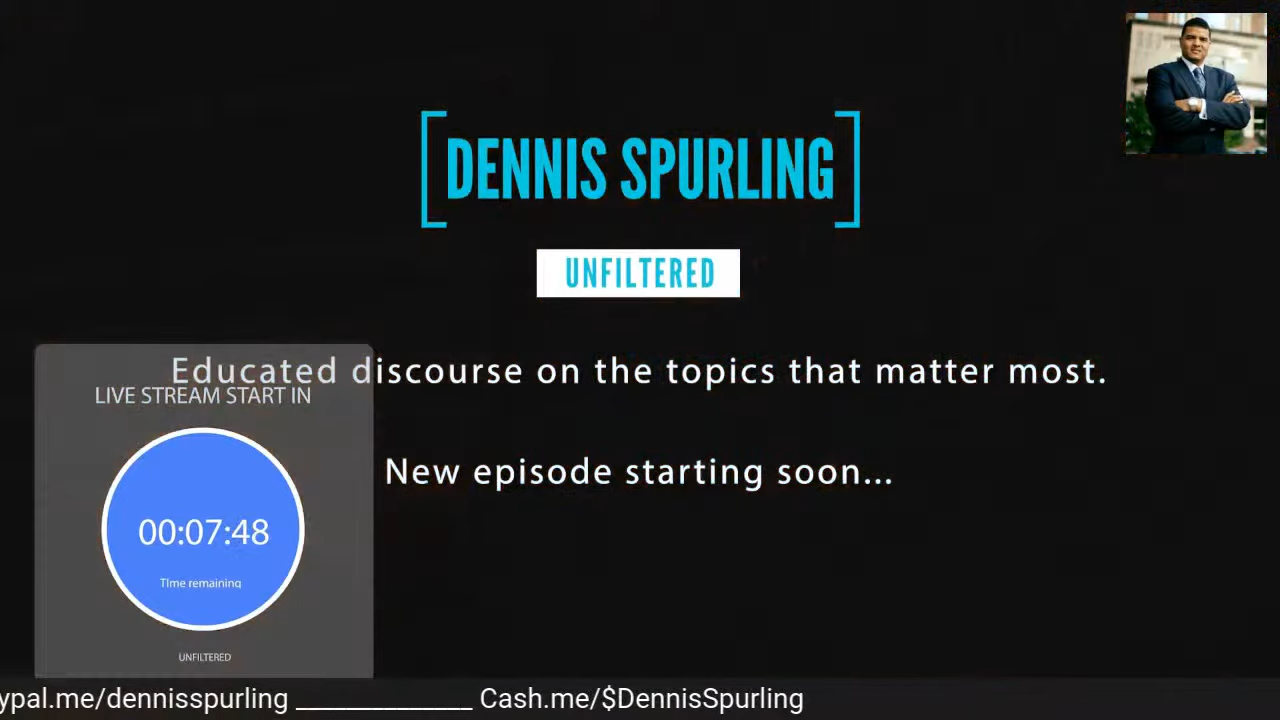 DENNIS SPURLING
UNFILTERED
Educated discourse on the topics that matter most.
LIVE STREAM START IN
New episode starting soon...
00:07:48
TIme remaining
UNFILTERED
ypal.me/dennisspurling ______________ Cash.me/$DennisSpurling